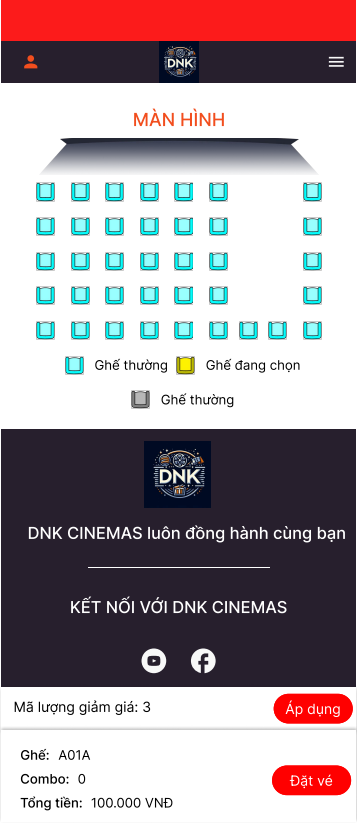 DNK
MÀN HÌNH
Ghế thường
Ghế đang chọn
Ghế thường
DNK
DNK CINEMAS luôn đồng hành cùng bạn
KẾT NỐI VỚI DNK CINEMAS
Mã lượng giảm giá: 3
Áp dụng
Ghế: A01A
Combo: 0
Đặt vé
Tổng tiền: 100.000 VNĐ